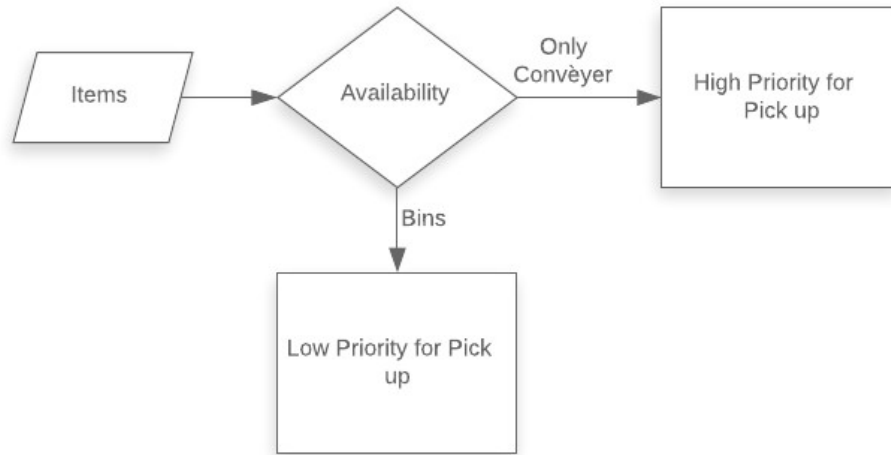 Only
Convèyer
Items
Availability
High Priority for
Pick up
Bins
Low Priority for Pick
up